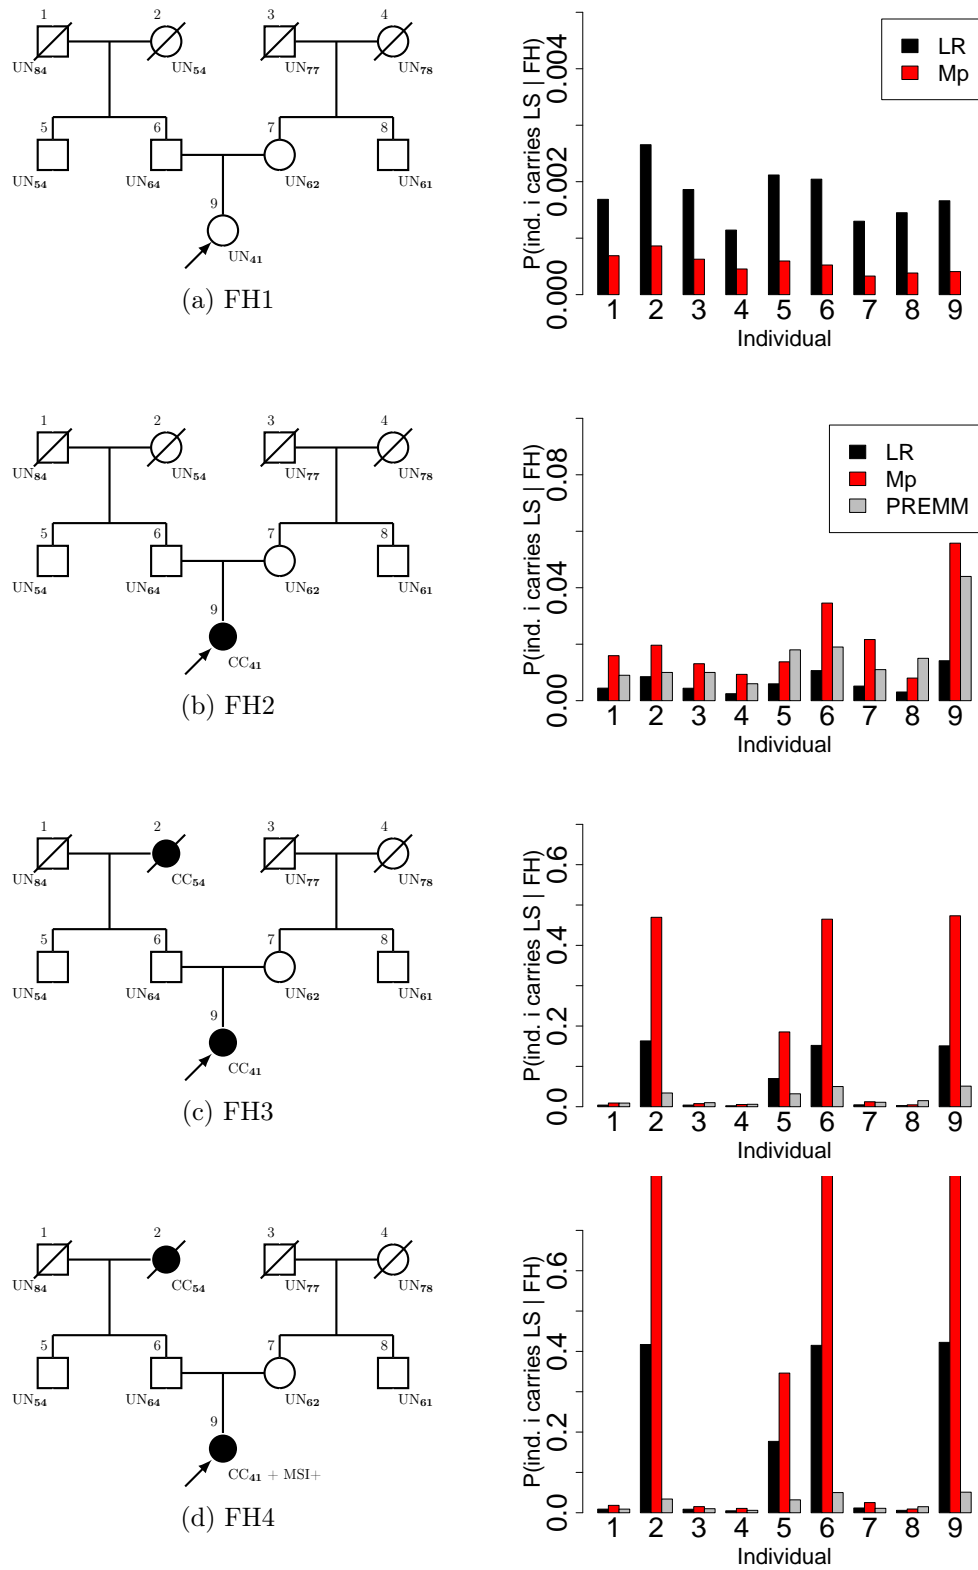 1 2 3 4
UN84 UN54 UN77 UN78
5 6 7 8
UN54 UN64 UN62 UN61
9
UN41
(a) FH1
P(ind. i carries LS | FH)
0.004
0.002
0.000
LR
Mp
1 2 3 4 5 6 7 8 9
Individual
1 2 3 4
UN84 UN54 UN77 UN78
5 6 7 8
UN54 UN64 UN62 UN61
9
CC41
(b) FH2
P(ind. i carries LS | FH)
0.08
0.04
0.00
LR
Mp
PREMM
1 2 3 4 5 6 7 8 9
Individual
1 2 3 4
UN84 CC54 UN77 UN78
5 6 7 8
UN54 UN64 UN62 UN61
9
CC41
(c) FH3
P(ind. i carries LS | FH)
0.6
0.4
0.2
0.0
1 2 3 4 5 6 7 8 9
Individual
1 2 3 4
UN84 CC54 UN77 UN78
5 6 7 8
UN54 UN64 UN62 UN61
9
CC41 + MSI+
(d) FH4
P(ind. i carries LS | FH)
0.6
0.4
0.2
0.0
1 2 3 4 5 6 7 8 9
Individual